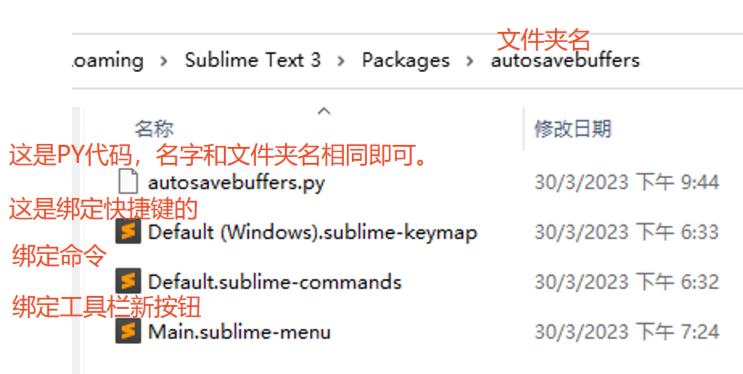 文件夹名
Roaming > Sublime Text 3 > Packages > autosavebuffers
名称 修改日期
这是PY代码，名字和文件夹名相同即可。
autosavebuffers.py 30/3/2023 下午 9:44
这是绑定快捷键的
Default (Windows).sublime-keymap 30/3/2023 下午 6:33
绑定命令
Default.sublime-commands 30/3/2023 下午 6:32
绑定工具栏新按钮
Main.sublime-menu 30/3/2023 下午 7:24